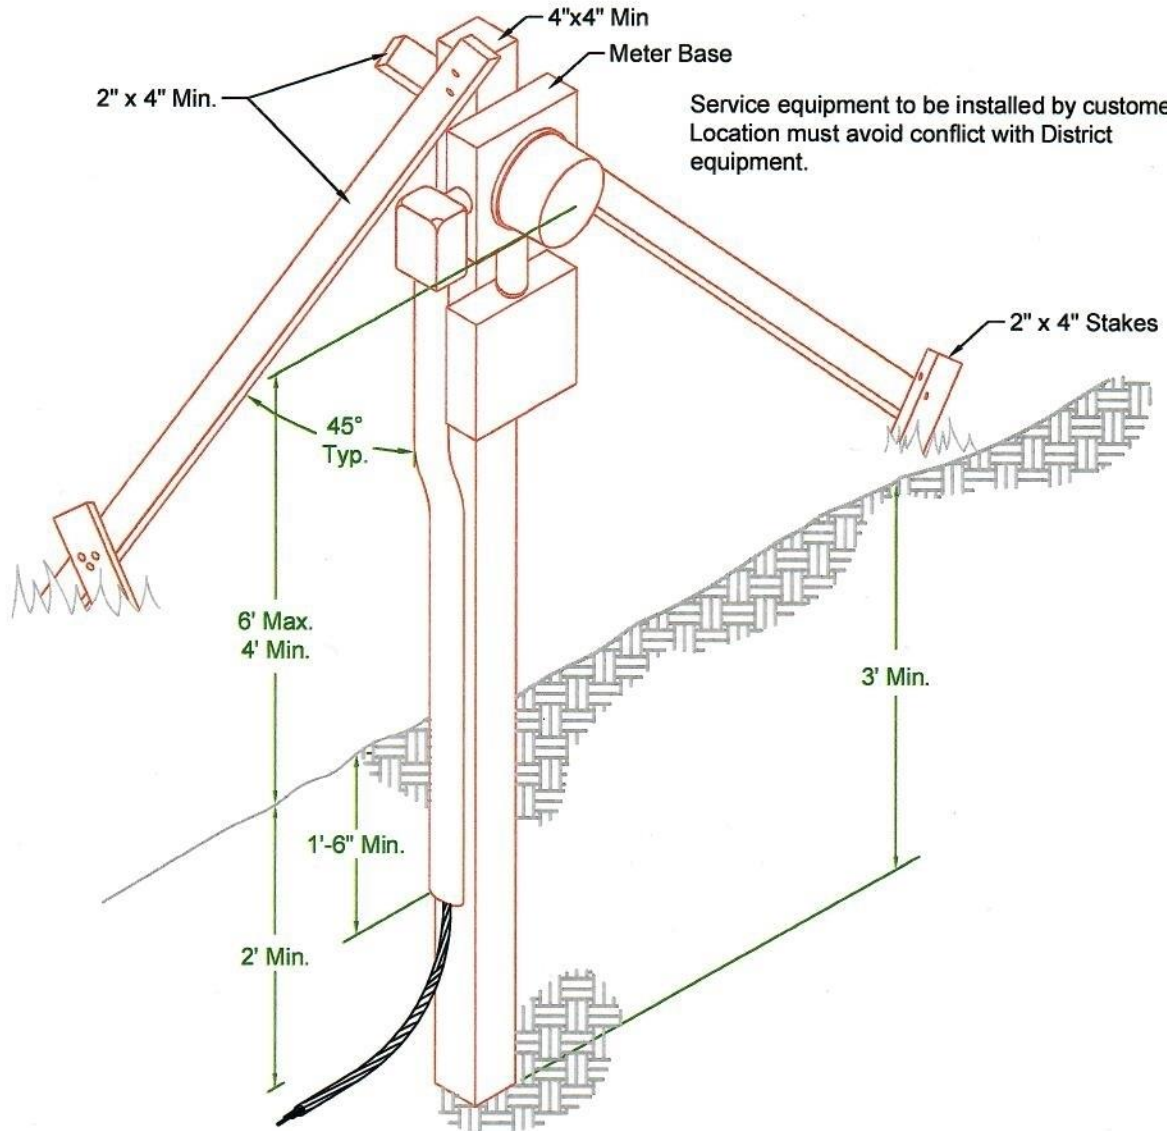 4"x4" Min
Meter Base
2" x 4" Min.
Service equipment to be installed by custome
Location must avoid conflict with District
equipment.
2" x 4" Stakes
45°
Typ.
6' Max.
4' Min.
3' Min.
1'-6" Min.
2' Min.